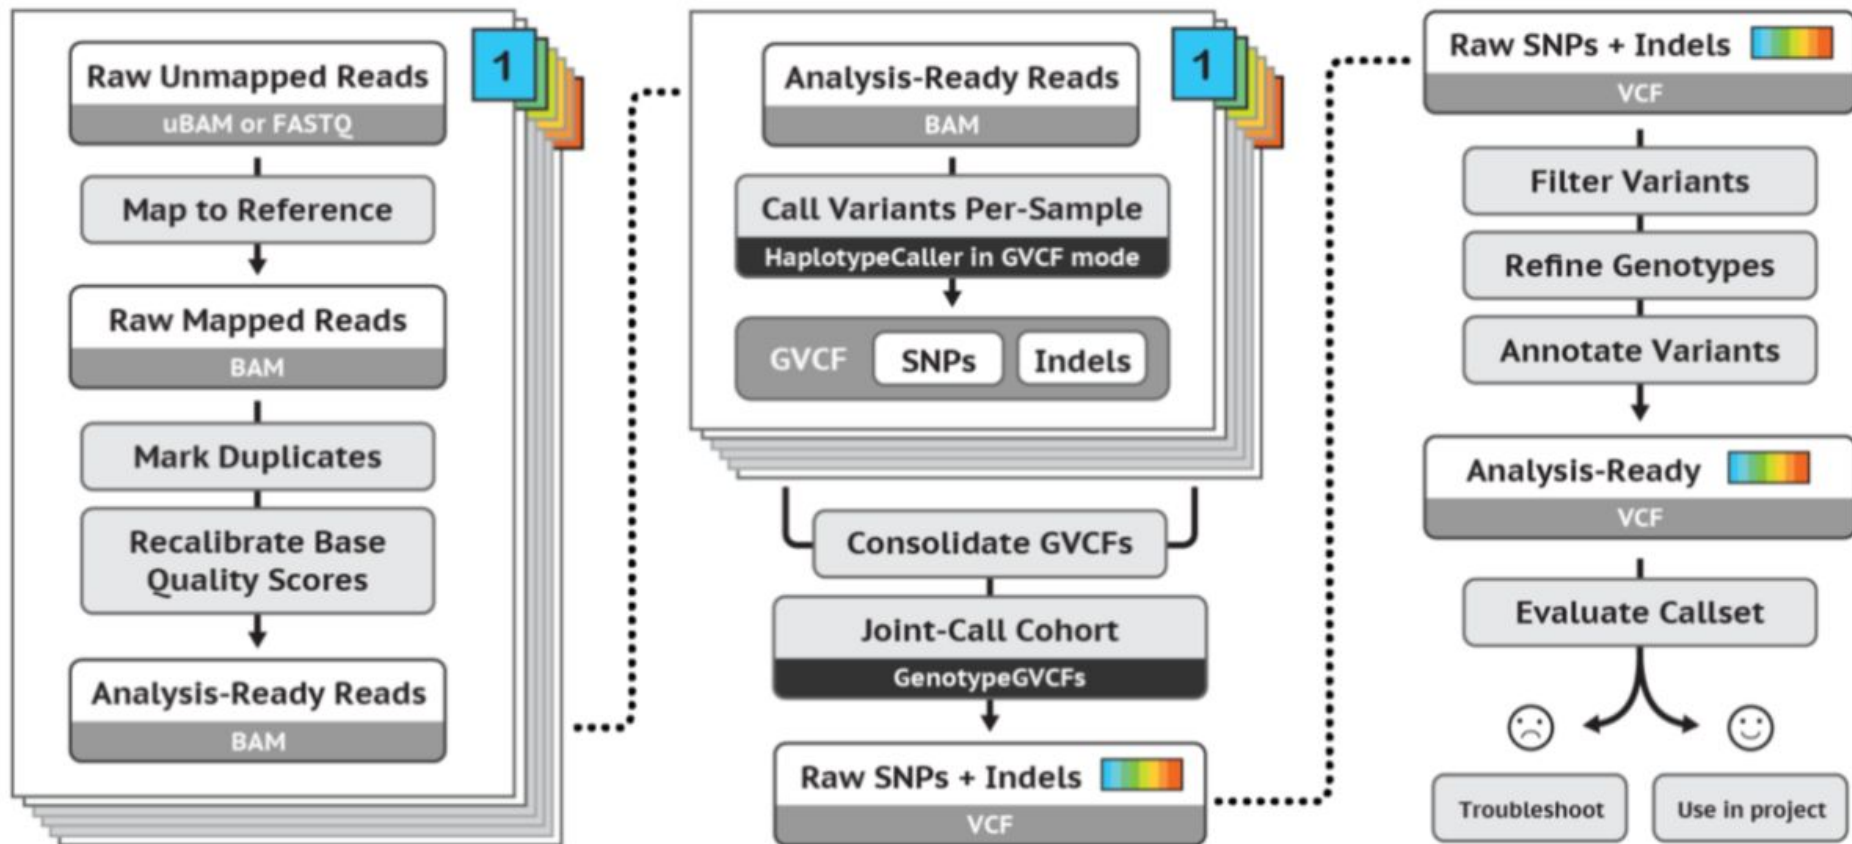 1
Raw Unmapped Reads
uBAM or FASTQ
Map to Reference
Raw Mapped Reads
BAM
Mark Duplicates
Recalibrate Base
Quality Scores
Analysis-Ready Reads
BAM
1
Analysis-Ready Reads
BAM
Call Variants Per-Sample
HaplotypeCaller in GVCF mode
GVCF SNPs Indels
Consolidate GVCFs
Joint-Call Cohort
GenotypeGVCFs
Raw SNPs + Indels
VCF
Raw SNPs + Indels
VCF
Filter Variants
Refine Genotypes
Annotate Variants
Analysis-Ready
VCF
Evaluate Callset
Troubleshoot Use in project